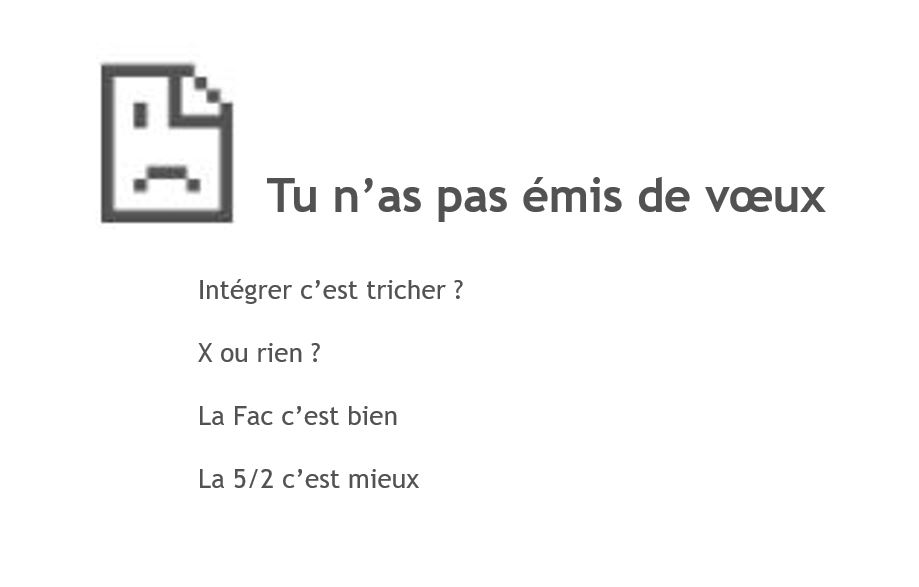 Tu n’as pas émis de vœux
Intégrer c’est tricher ?
X ou rien ?
La Fac c’est bien
La 5/2 c’est mieux